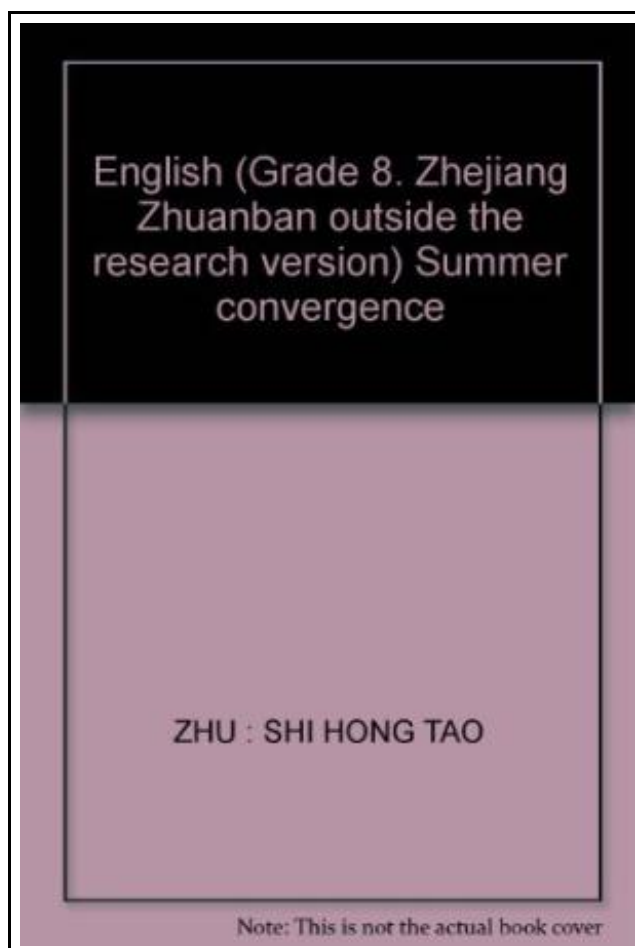 English (Grade 8. Zhejiang
Zhuanban outside the
research version) Summer
convergence
ZHU : SHI HONG TAO
Note: This is not the actual book cover